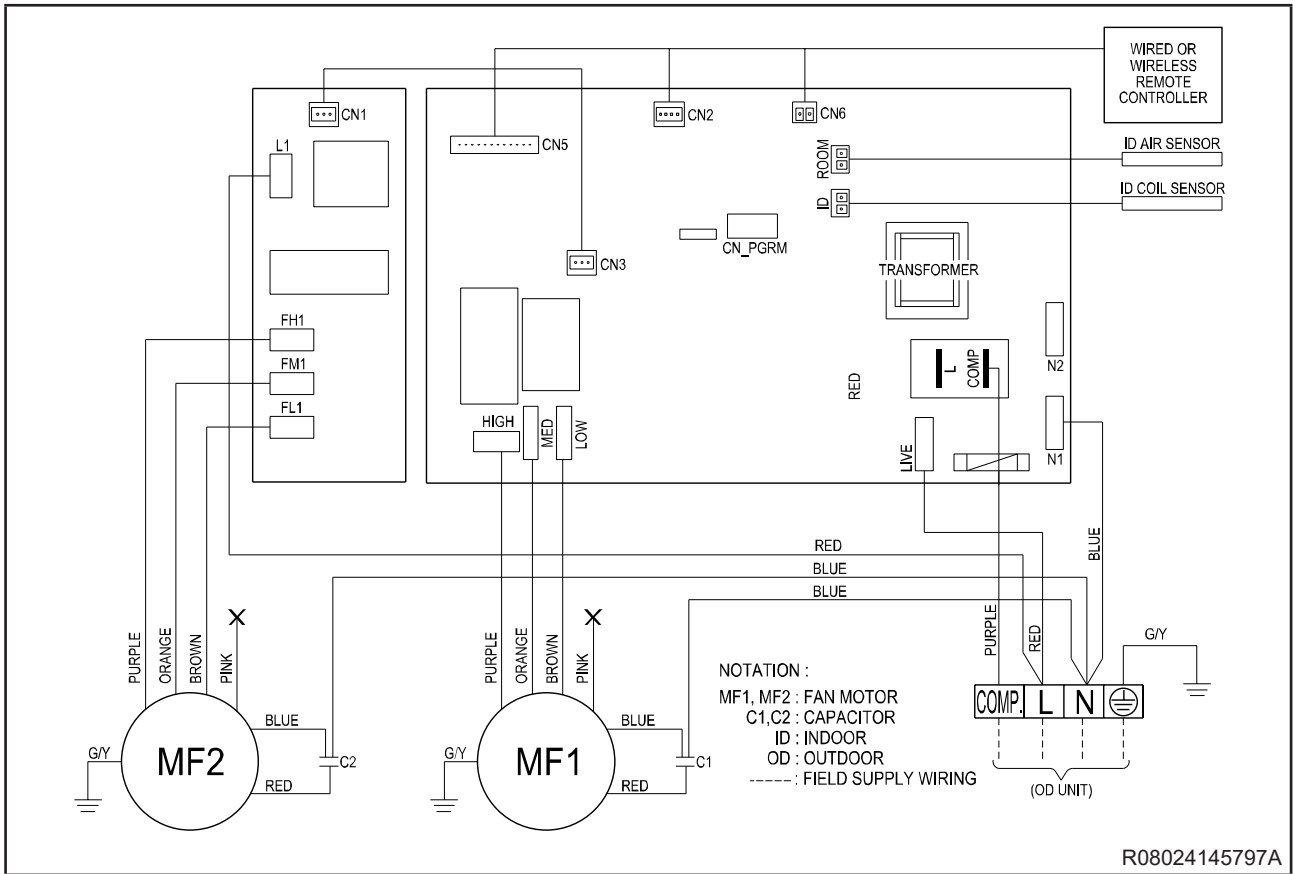 WIRED OR
WIRELESS
REMOTE
CONTROLLER
CN1
CN2
CN6
L1
CN5
ROOM
ID AIR SENSOR
ID
ID COIL SENSOR
CN_PGRM
CN3
TRANSFORMER
FH1
FM1
FL1
HIGH
MED
LOW
RED
L
COMP
N2
LIVE
N1
RED
BLUE
BLUE
BLUE
PURPLE
ORANGE
BROWN
PINK
X
PURPLE
ORANGE
BROWN
PINK
X
PURPLE
RED
G/Y
NOTATION :
MF1, MF2 : FAN MOTOR
C1,C2 : CAPACITOR
ID : INDOOR
OD : OUTDOOR
----- : FIELD SUPPLY WIRING
COMP. L N
(OD UNIT)
BLUE
G/Y
MF2
C2
RED
BLUE
G/Y
MF1
C1
RED
R08024145797A